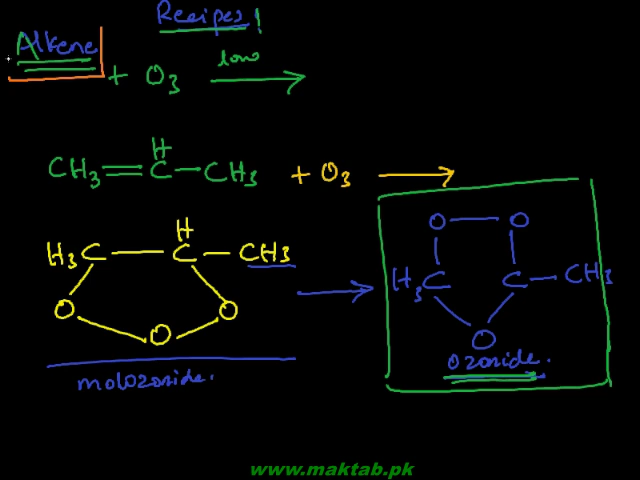 Recipes!
Alkene
+ O3 low
H
CH3 = C - CH3 + O3
H
H3C - C - CH3
O O
O
molozonide.
O - O
H3C C - CH3
O
ozonide.
www.maktab.pk